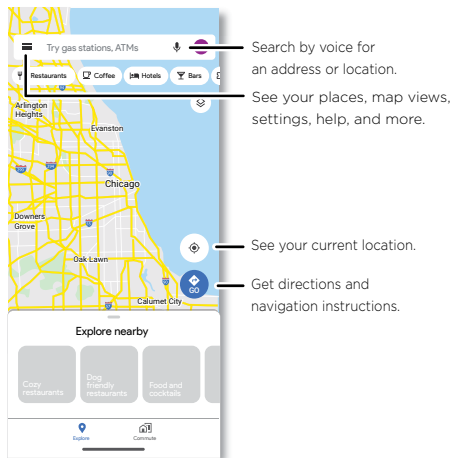 Try gas stations, ATMs
Search by voice for
an address or location.
Restaurants
Coffee
Hotels
Bars
See your places, map views,
settings, help, and more.
Arlington
Heights
Evanston
Chicago
Downers
Grove
See your current location.
Oak Lawn
GO
Get directions and
navigation instructions.
Calumet City
Explore nearby
Cozy
restaurants
Dog
friendly
restaurants
Food and
cocktails
Explore
Commute